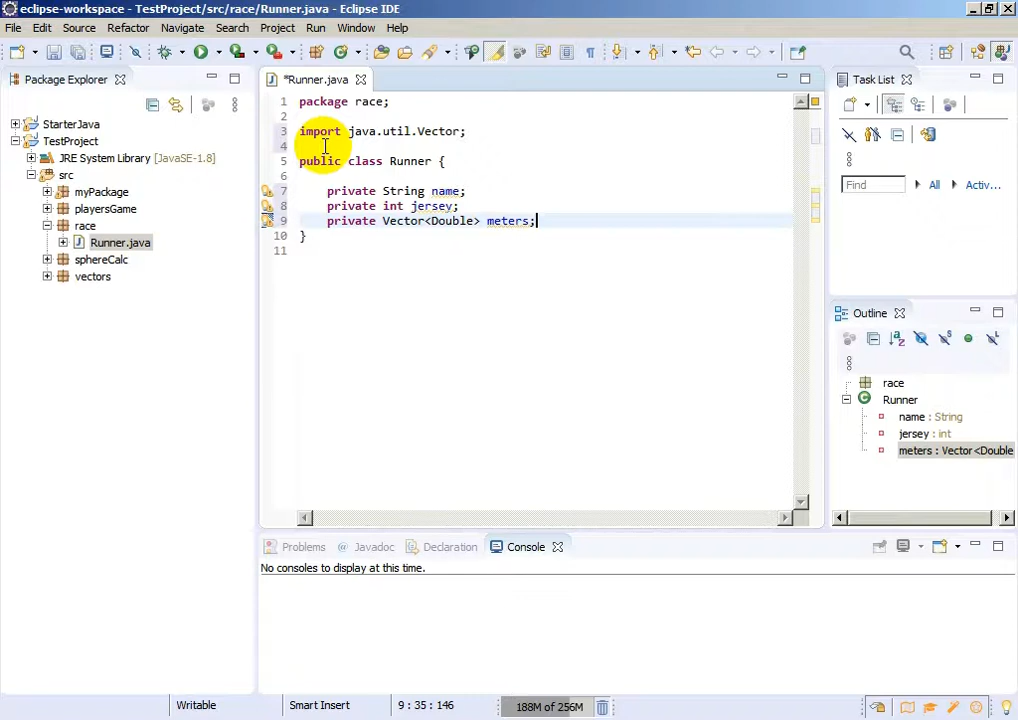 eclipse-workspace - TestProject/src/race/Runner.java - Eclipse IDE
File Edit Source Refactor Navigate Search Project Run Window Help
Package Explorer
StarterJava
TestProject
JRE System Library [JavaSE-1.8]
src
myPackage
playersGame
race
Runner.java
sphereCalc
vectors
*Runner.java
1 package race;
2
3 import java.util.Vector;
4
5 public class Runner {
6
7 private String name;
8 private int jersey;
9 private Vector<Double> meters;
10 }
11
Task List
Find All Activ...
Outline
race
Runner
name : String
jersey : int
meters : Vector<Double
Problems @ Javadoc Declaration Console
No consoles to display at this time.
Writable Smart Insert 9 : 35 : 146 188M of 256M